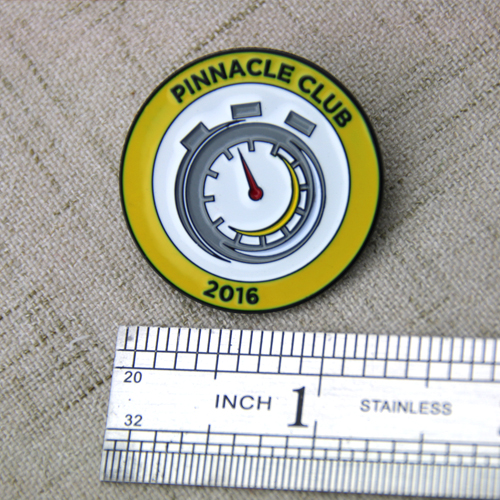 PINNACLE CLUB
2016
20
INCH 1 STAINLESS
32